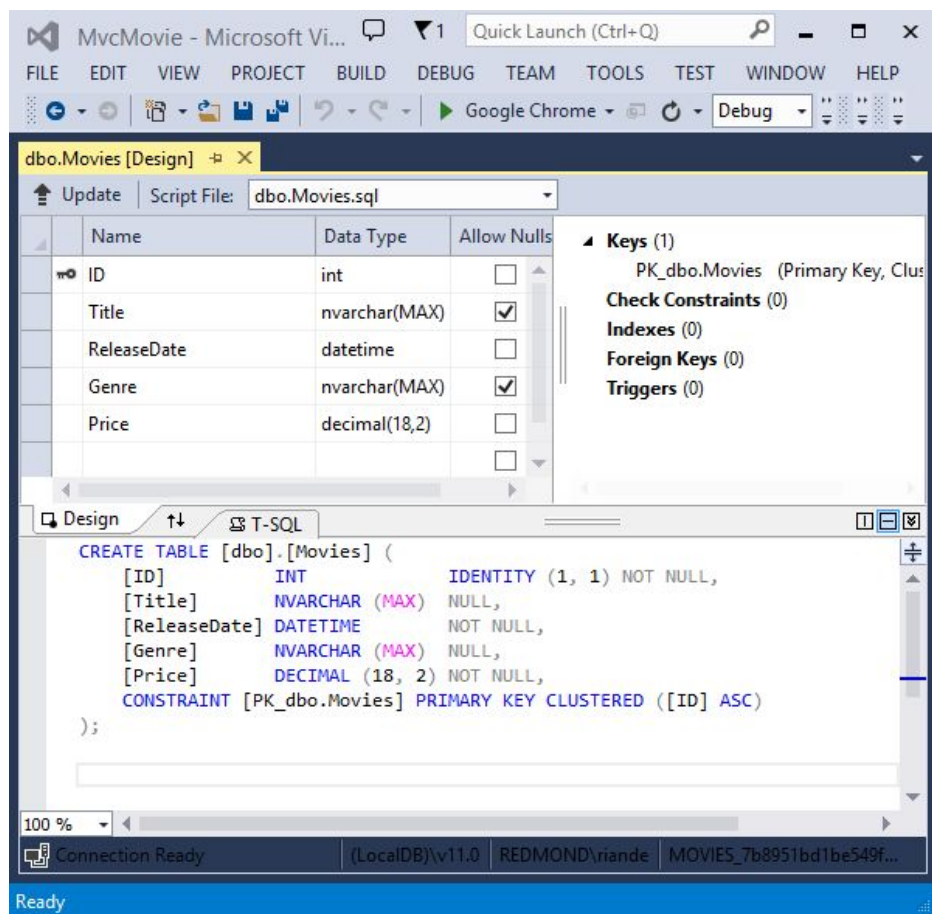 MvcMovie - Microsoft Vi... 1 Quick Launch (Ctrl+Q)
FILE EDIT VIEW PROJECT BUILD DEBUG TEAM TOOLS TEST WINDOW HELP
Google Chrome Debug
dbo.Movies [Design]
Update Script File: dbo.Movies.sql
Name Data Type Allow Nulls
ID int
Title nvarchar(MAX)
ReleaseDate datetime
Genre nvarchar(MAX)
Price decimal(18,2)
Keys (1)
PK_dbo.Movies (Primary Key, Clus
Check Constraints (0)
Indexes (0)
Foreign Keys (0)
Triggers (0)
Design T-SQL
CREATE TABLE [dbo].[Movies] (
[ID] INT IDENTITY (1, 1) NOT NULL,
[Title] NVARCHAR (MAX) NULL,
[ReleaseDate] DATETIME NOT NULL,
[Genre] NVARCHAR (MAX) NULL,
[Price] DECIMAL (18, 2) NOT NULL,
CONSTRAINT [PK_dbo.Movies] PRIMARY KEY CLUSTERED ([ID] ASC)
);
100 %
Connection Ready (LocalDB)\v11.0 REDMOND\riande MOVIES_7b8951bd1be549f...
Ready